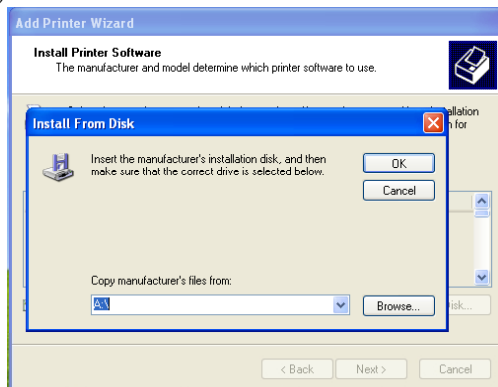 Add Printer Wizard
Install Printer Software
The manufacturer and model determine which printer software to use.
allation
Install From Disk
n for
Insert the manufacturer's installation disk, and then
make sure that the correct drive is selected below.
OK
Cancel
Copy manufacturer's files from:
A:\
Browse...
isk...
< Back
Next >
Cancel